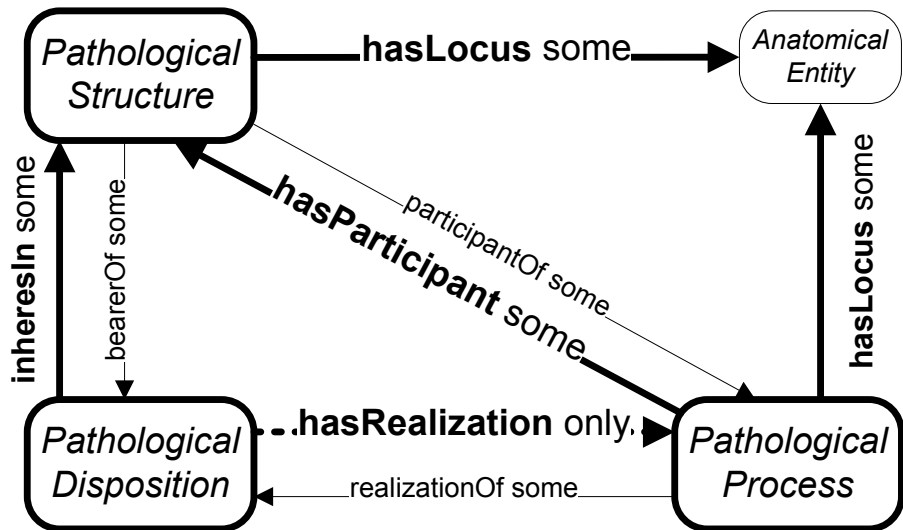 Pathological
Structure
hasLocus some
Anatomical
Entity
inheresIn some
bearerOf some
hasParticipant some
participantOf some
hasLocus some
Pathological
Disposition
hasRealization only
Pathological
Process
realizationOf some